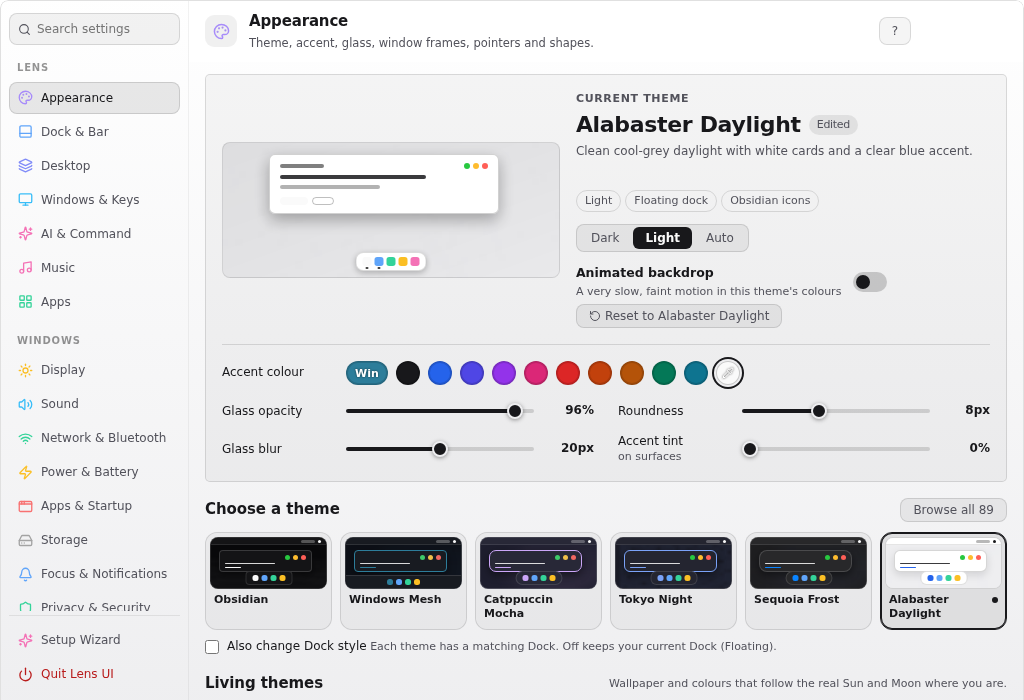 Search settings
LENS
Appearance
Dock & Bar
Desktop
Windows & Keys
AI & Command
Music
Apps
WINDOWS
Display
Sound
Network & Bluetooth
Power & Battery
Apps & Startup
Storage
Focus & Notifications
Privacy & Security
Setup Wizard
Quit Lens UI
Appearance
Theme, accent, glass, window frames, pointers and shapes.
?
CURRENT THEME
Alabaster Daylight Edited
Clean cool-grey daylight with white cards and a clear blue accent.
Light Floating dock Obsidian icons
Dark Light Auto
Animated backdrop
A very slow, faint motion in this theme's colours
Reset to Alabaster Daylight
Accent colour Win
Glass opacity 96% Roundness 8px
Glass blur 20px Accent tint 0%
on surfaces
Choose a theme Browse all 89
Obsidian
Windows Mesh
Catppuccin
Mocha
Tokyo Night
Sequoia Frost
Alabaster
Daylight
Also change Dock style Each theme has a matching Dock. Off keeps your current Dock (Floating).
Living themes Wallpaper and colours that follow the real Sun and Moon where you are.